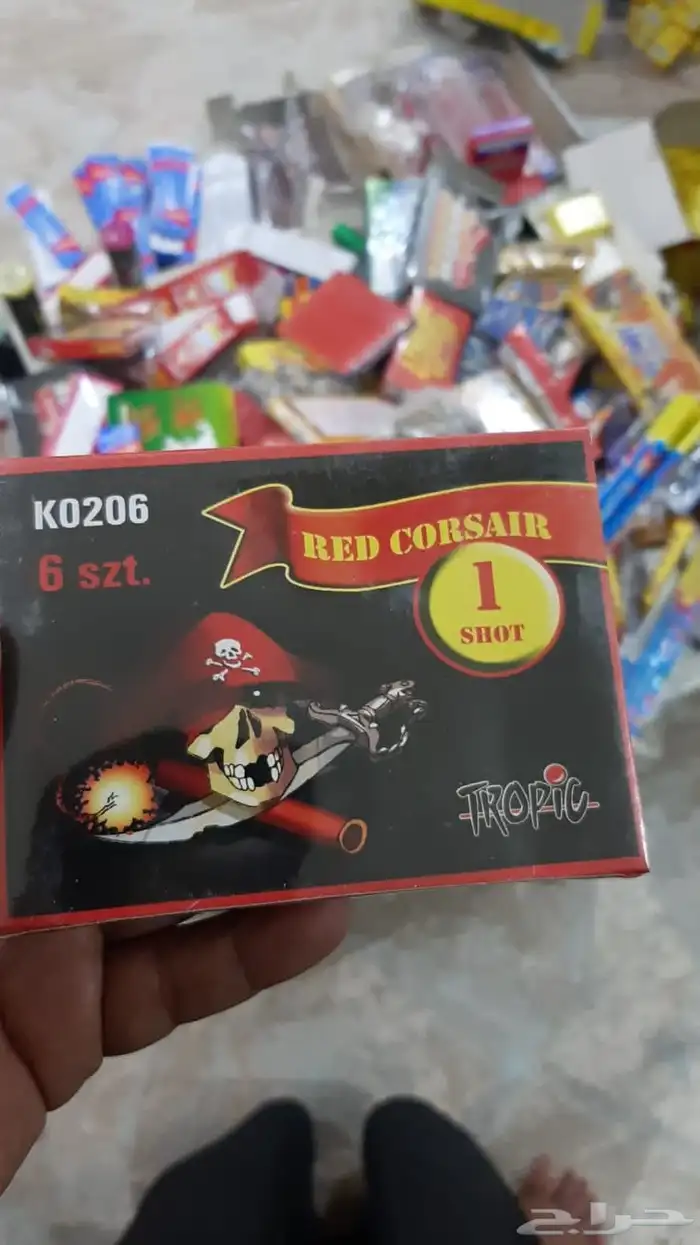 K0206
6 szt.
RED CORSAIR
1
SHOT
TROPIC
حراج